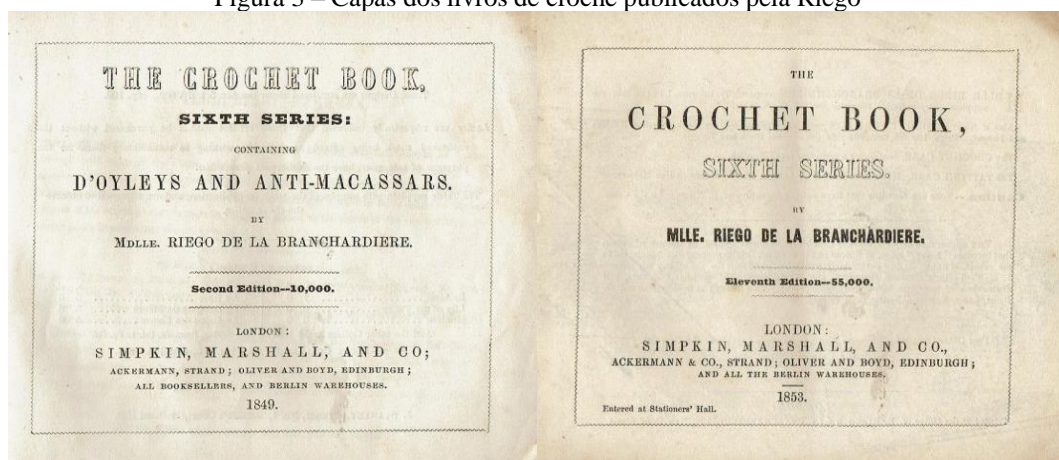 Figura 3 – Capas dos livros de crochê publicados pela Riego
THE CROCHET BOOK,
SIXTH SERIES:
CONTAINING
D'OYLEYS AND ANTI-MACASSARS.
BY
MDLLE. RIEGO DE LA BRANCHARDIERE.
Second Edition--10,000.
LONDON:
SIMPKIN, MARSHALL, AND CO;
ACKERMANN, STRAND; OLIVER AND BOYD, EDINBURGH;
ALL BOOKSELLERS, AND BERLIN WAREHOUSES.
1849.
THE
CROCHET BOOK,
SIXTH SERIES.
BY
MLLE. RIEGO DE LA BRANCHARDIERE.
Eleventh Edition--55,000.
LONDON:
SIMPKIN, MARSHALL, AND CO.,
ACKERMANN & CO., STRAND; OLIVER AND BOYD, EDINBURGH;
AND ALL THE BERLIN WAREHOUSES.
1853.
Entered at Stationers' Hall.